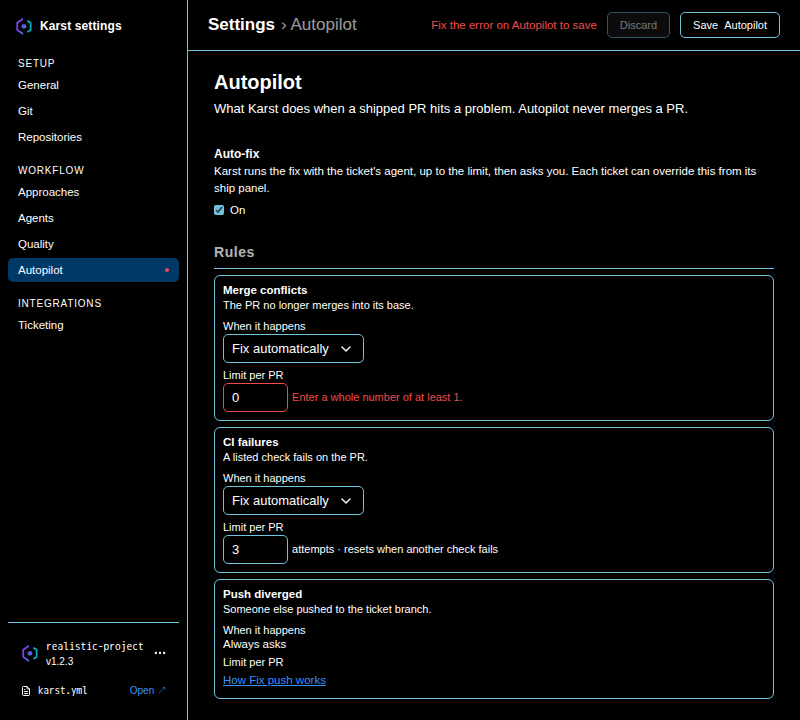 Karst settings
SETUP
General
Git
Repositories
WORKFLOW
Approaches
Agents
Quality
Autopilot
INTEGRATIONS
Ticketing
realistic-project
v1.2.3
karst.yml
Open ↗
Settings › Autopilot
Fix the error on Autopilot to save
Discard
Save Autopilot
Autopilot
What Karst does when a shipped PR hits a problem. Autopilot never merges a PR.
Auto-fix
Karst runs the fix with the ticket's agent, up to the limit, then asks you. Each ticket can override this from its
ship panel.
On
Rules
Merge conflicts
The PR no longer merges into its base.
When it happens
Fix automatically
Limit per PR
0 Enter a whole number of at least 1.
CI failures
A listed check fails on the PR.
When it happens
Fix automatically
Limit per PR
3 attempts · resets when another check fails
Push diverged
Someone else pushed to the ticket branch.
When it happens
Always asks
Limit per PR
How Fix push works